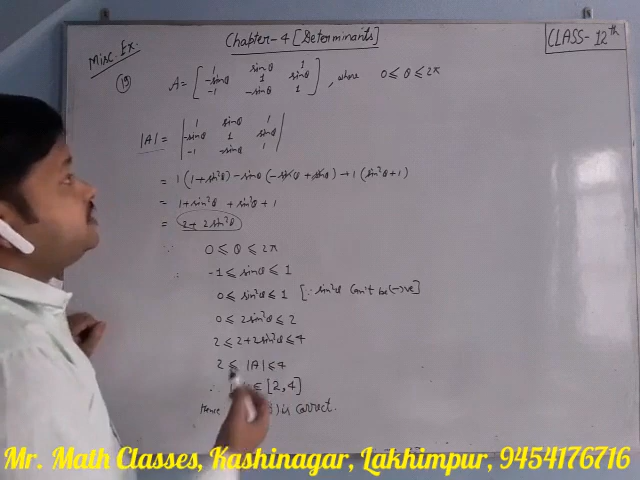 Chapter-4 [Determinants]
CLASS- 12th
Misc. Ex.
(19) A = [ 1 sinθ 1
-sinθ 1 sinθ
-1 -sinθ 1 ], where 0 ≤ θ ≤ 2π
|A| = | 1 sinθ 1
-sinθ 1 sinθ
-1 -sinθ 1 |
= 1 (1+sin²θ) - sinθ (-sinθ + sinθ) + 1 (sin²θ+1)
= 1+sin²θ + sin²θ + 1
= 2 + 2sin²θ
∵ 0 ≤ θ ≤ 2π
∴ -1 ≤ sinθ ≤ 1
0 ≤ sin²θ ≤ 1 [∵ sin²θ can't be (-)ve]
0 ≤ 2sin²θ ≤ 2
2 ≤ 2+2sin²θ ≤ 4
2 ≤ |A| ≤ 4
∴ ∈ [2, 4]
Hence ) is correct.
Mr. Math Classes, Kashinagar, Lakhimpur, 9454176716